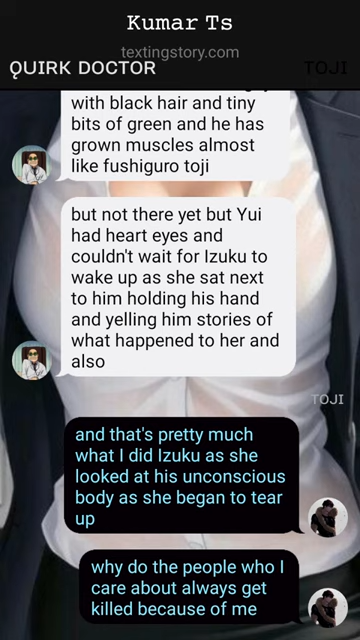 Kumar Ts
textingstory.com
QUIRK DOCTOR
TOJI
with black hair and tiny
bits of green and he has
grown muscles almost
like fushiguro toji
but not there yet but Yui
had heart eyes and
couldn't wait for Izuku to
wake up as she sat next
to him holding his hand
and yelling him stories of
what happened to her and
also
TOJI
and that's pretty much
what I did Izuku as she
looked at his unconscious
body as she began to tear
up
why do the people who I
care about always get
killed because of me